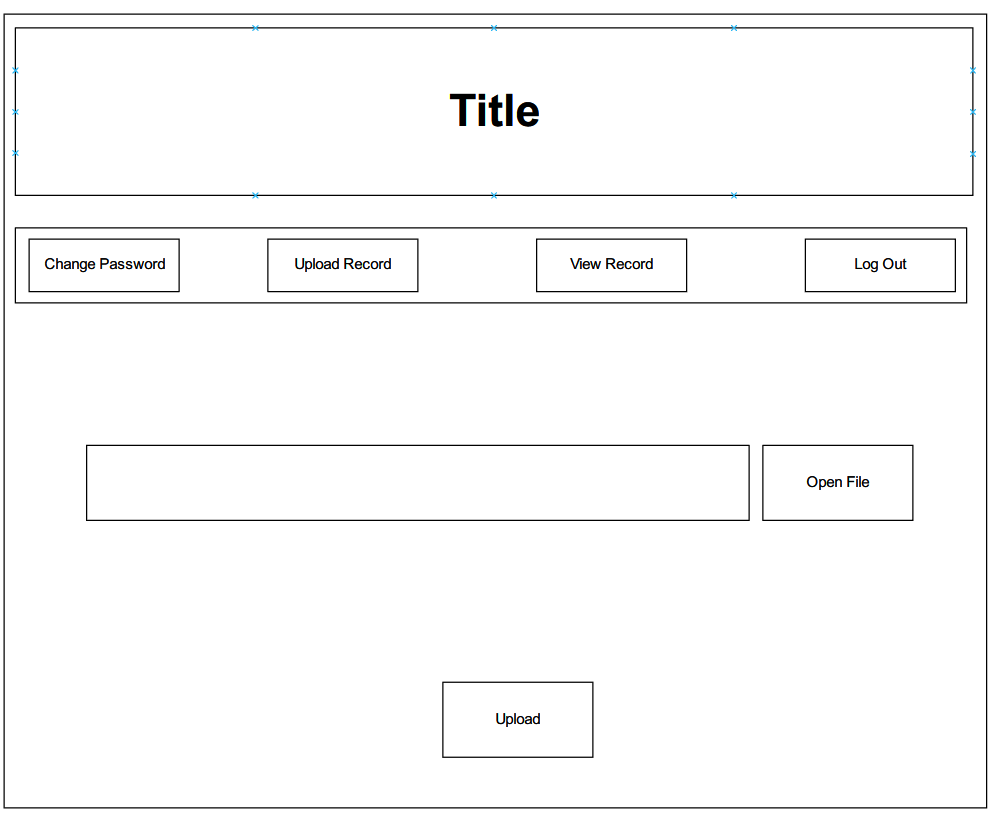 Title
Change Password
Upload Record
View Record
Log Out
Open File
Upload